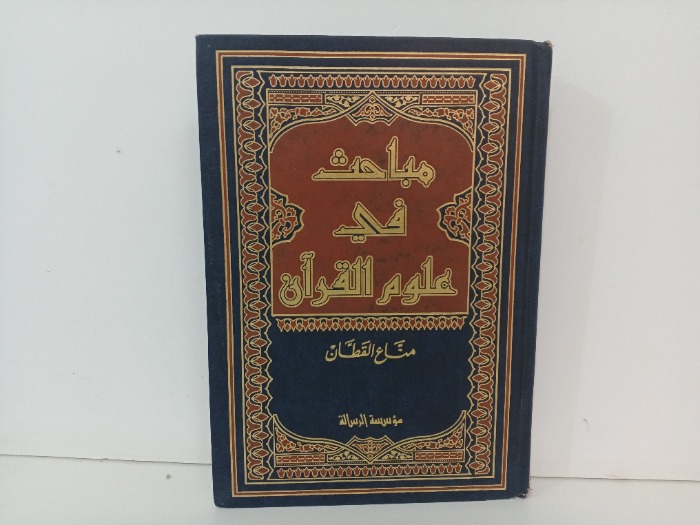 مباحث
في
علوم القرآن
مناع القطان
مؤسسة الرسالة